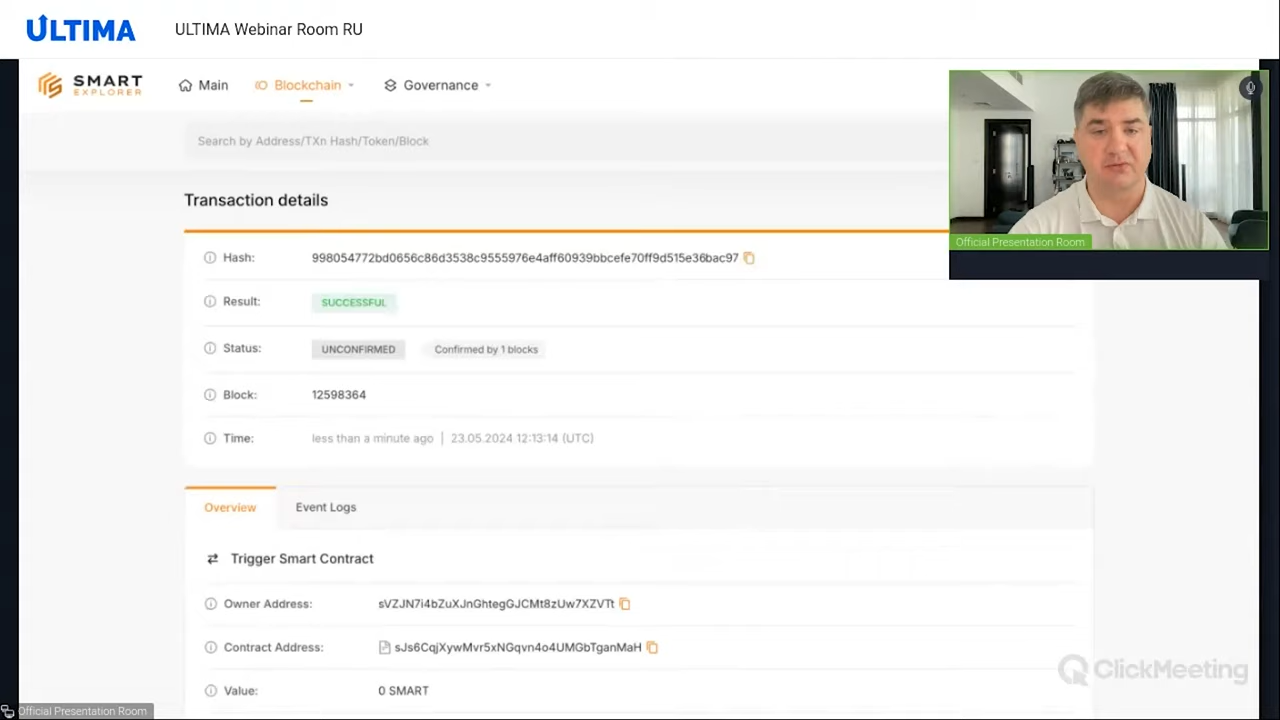 ULTIMA
ULTIMA Webinar Room RU
SMART
EXPLORER
Main
Blockchain
Governance
Search by Address/TXn Hash/Token/Block
Transaction details
Official Presentation Room
Hash: 998054772bd0656c86d3538c9555976e4aff60939bbcefe70ff9d515e36bac97
Result: SUCCESSFUL
Status: UNCONFIRMED Confirmed by 1 blocks
Block: 12598364
Time: less than a minute ago | 23.05.2024 12:13:14 (UTC)
Overview
Event Logs
Trigger Smart Contract
Owner Address: sVZJN7i4bZuXJnGhtegGJCMt8zUw7XZVTt
Contract Address: sJs6CqjXywMvr5xNGqvn4o4UMGbTganMaH
Value: 0 SMART
ClickMeeting
Official Presentation Room